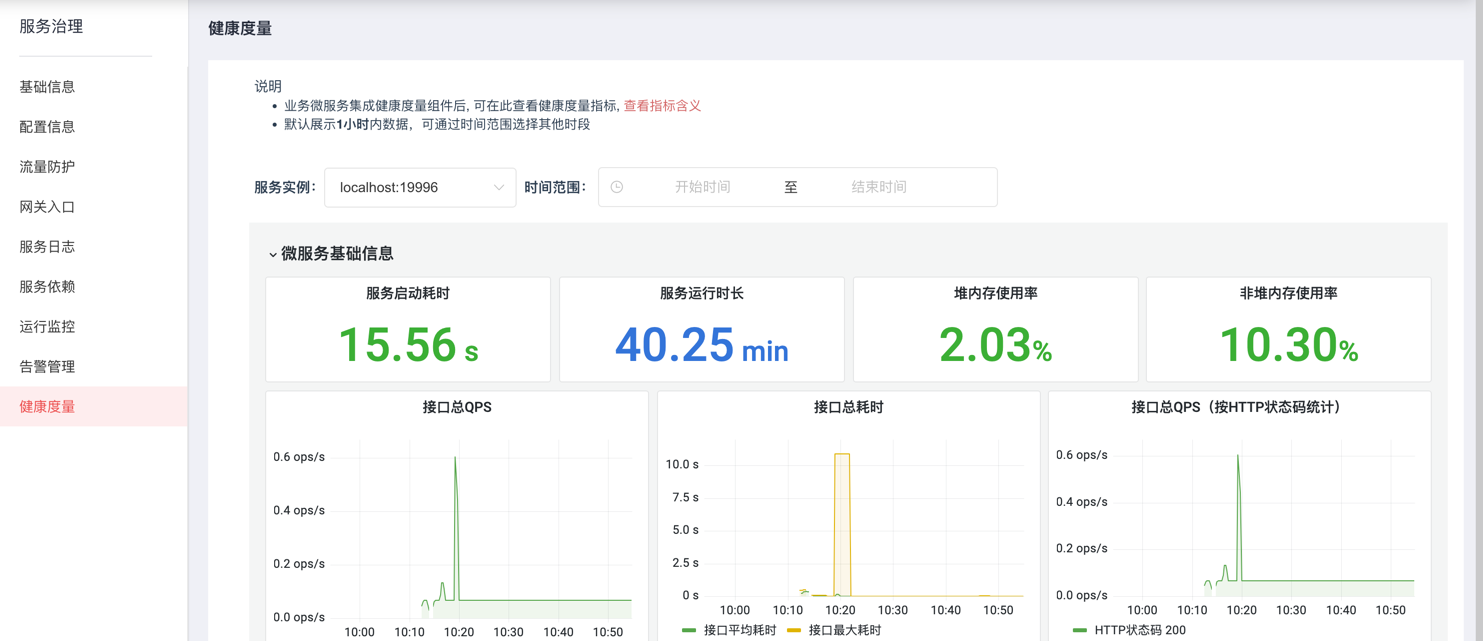 服务治理
基础信息
配置信息
流量防护
网关入口
服务日志
服务依赖
运行监控
告警管理
健康度量
健康度量
说明
• 业务微服务集成健康度量组件后, 可在此查看健康度量指标, 查看指标含义
• 默认展示1小时内数据，可通过时间范围选择其他时段
服务实例: localhost:19996 时间范围: 开始时间 至 结束时间
微服务基础信息
服务启动耗时
15.56 s
服务运行时长
40.25 min
堆内存使用率
2.03%
非堆内存使用率
10.30%
接口总QPS
0.6 ops/s
0.4 ops/s
0.2 ops/s
0.0 ops/s
10:00 10:10 10:20 10:30 10:40 10:50
接口总耗时
10.0 s
7.5 s
5.0 s
2.5 s
0 s
10:00 10:10 10:20 10:30 10:40 10:50
接口平均耗时 接口最大耗时
接口总QPS（按HTTP状态码统计）
0.6 ops/s
0.4 ops/s
0.2 ops/s
0.0 ops/s
10:00 10:10 10:20 10:30 10:40 10:50
HTTP状态码 200